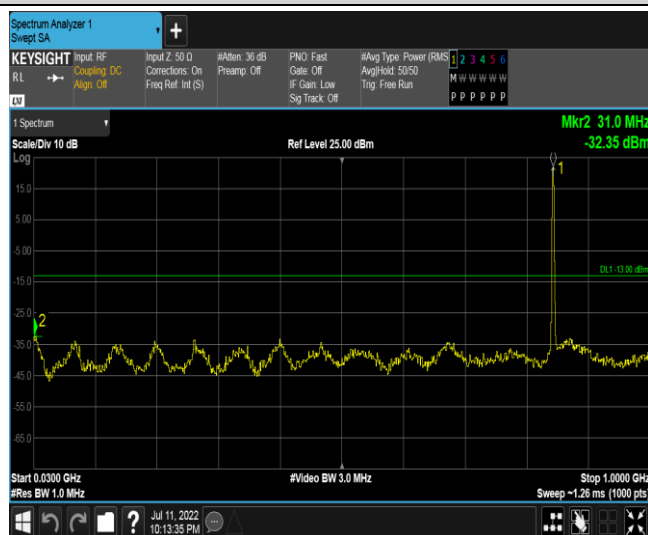 Spectrum Analyzer 1
Swept SA
+
KEYSIGHT
RL
LXI
Input: RF
Coupling: DC
Align: Off
Input Z: 50 Ω
Corrections: On
Freq Ref: Int (S)
#Atten: 36 dB
Preamp: Off
PNO: Fast
Gate: Off
IF Gain: Low
Sig Track: Off
#Avg Type: Power (RMS
Avg|Hold: 50/50
Trig: Free Run
1 2 3 4 5 6
M W W W W W
P P P P P P
1 Spectrum
Mkr2 31.0 MHz
Scale/Div 10 dB
Ref Level 25.00 dBm
-32.35 dBm
Log
1
15.0
5.00
-5.00
DL1 -13.00 dBm
-15.0
-25.0
2
-35.0
-45.0
-55.0
-65.0
Start 0.0300 GHz
#Video BW 3.0 MHz
Stop 1.0000 GHz
#Res BW 1.0 MHz
Sweep ~1.26 ms (1000 pts)
?
Jul 11, 2022
10:13:35 PM